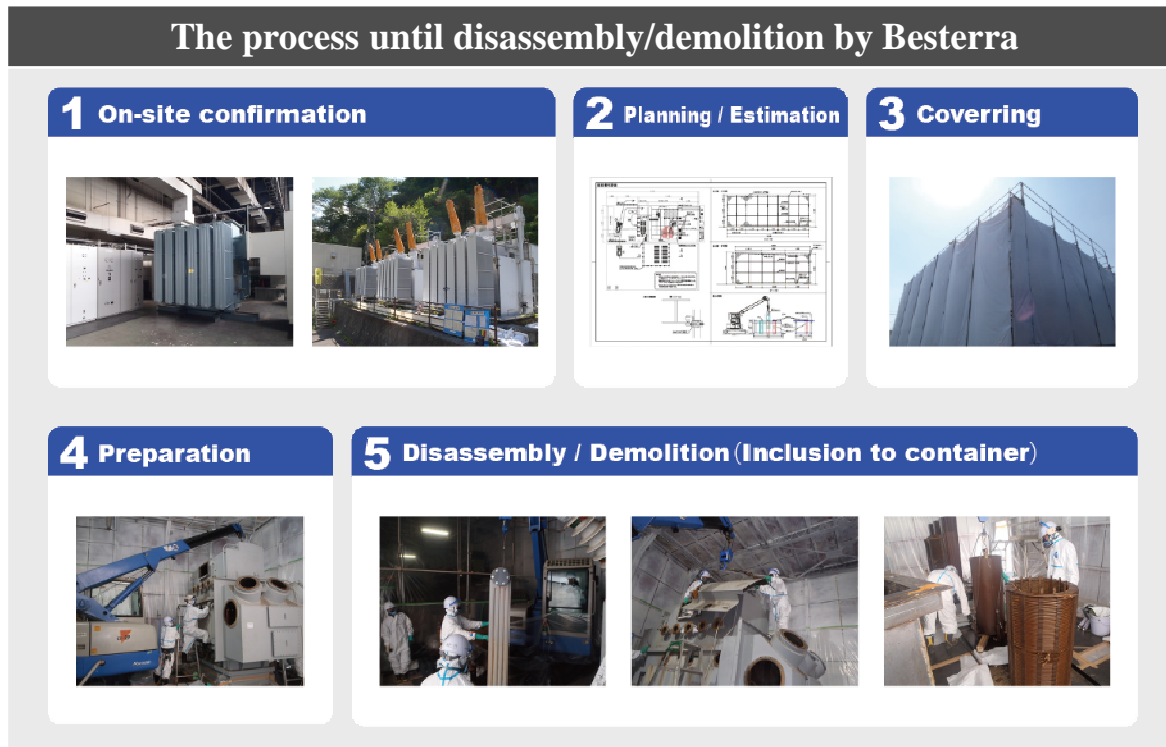 The process until disassembly/demolition by Besterra
1 On-site confirmation
2 Planning / Estimation
3 Coverring
4 Preparation
5 Disassembly / Demolition (Inclusion to container)